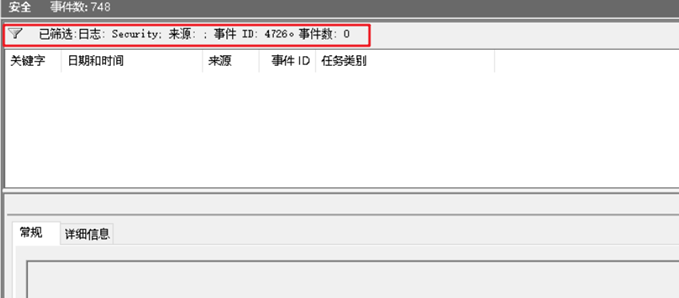 安全 事件数: 748
已筛选:日志: Security; 来源: ; 事件 ID: 4726。事件数: 0
关键字 日期和时间 来源 事件 ID 任务类别
常规 详细信息